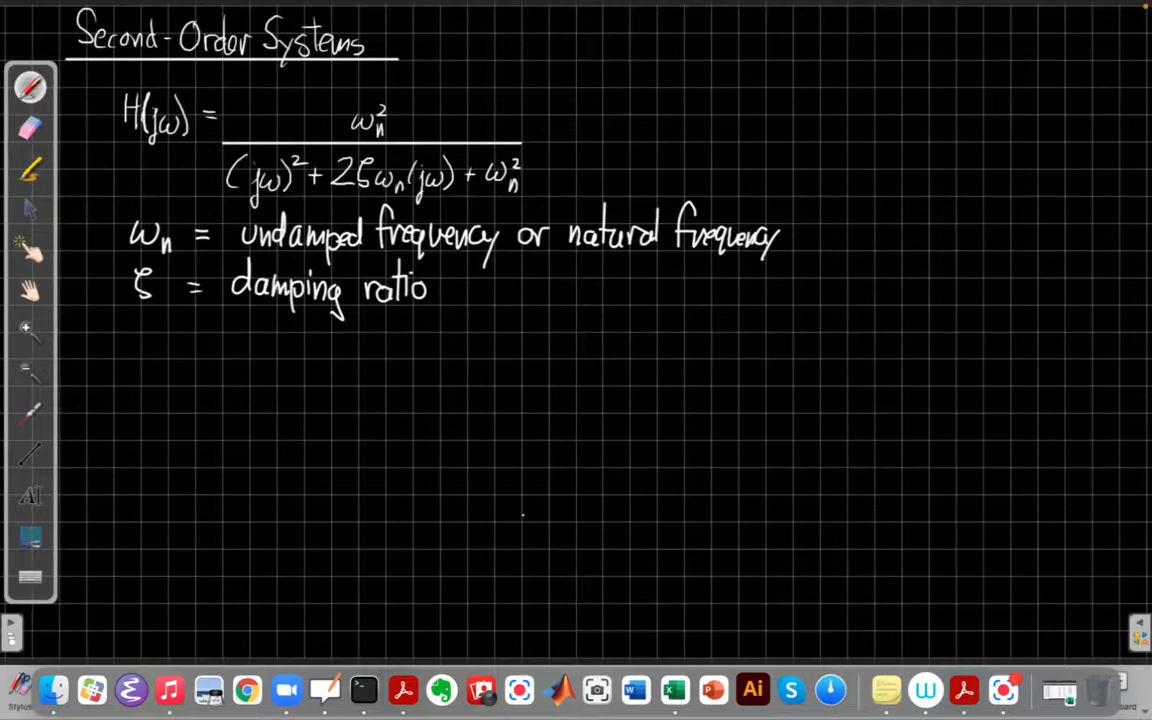 Second-Order Systems
H(jω) = ω_n^2 / ((jω)^2 + 2ζω_n(jω) + ω_n^2)
ω_n = undamped frequency or natural frequency
ζ = damping ratio